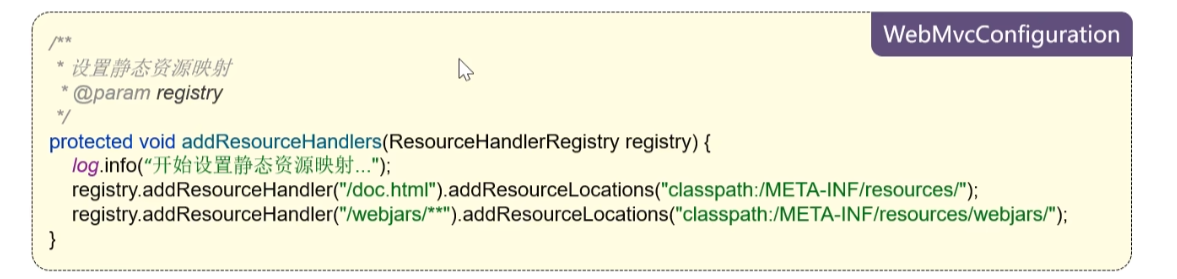 WebMvcConfiguration
/**
* 设置静态资源映射
* @param registry
*/
protected void addResourceHandlers(ResourceHandlerRegistry registry) {
log.info(“开始设置静态资源映射...");
registry.addResourceHandler("/doc.html").addResourceLocations("classpath:/META-INF/resources/");
registry.addResourceHandler("/webjars/**").addResourceLocations("classpath:/META-INF/resources/webjars/");
}